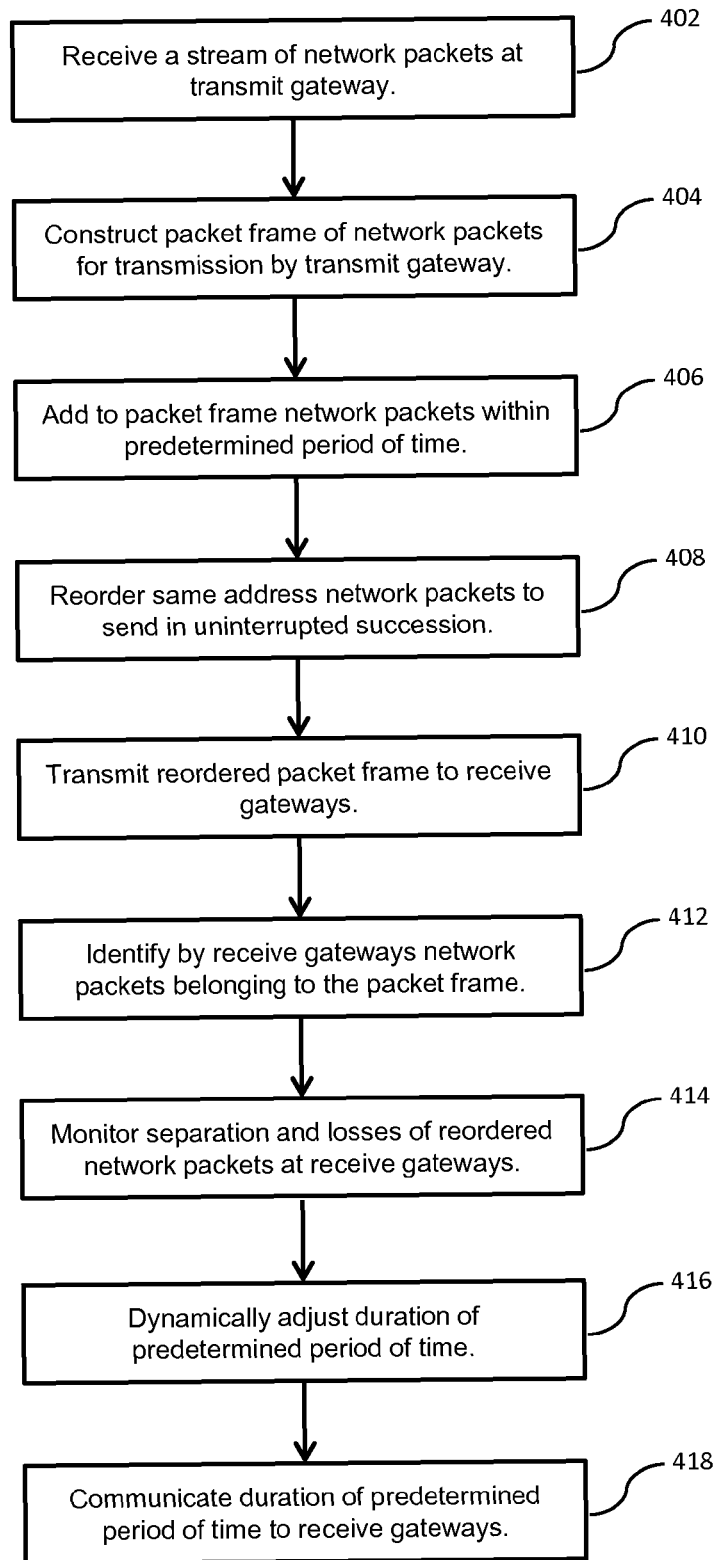 402
Receive a stream of network packets at
transmit gateway.
404
Construct packet frame of network packets
for transmission by transmit gateway.
406
Add to packet frame network packets within
predetermined period of time.
408
Reorder same address network packets to
send in uninterrupted succession.
410
Transmit reordered packet frame to receive
gateways.
412
Identify by receive gateways network
packets belonging to the packet frame.
414
Monitor separation and losses of reordered
network packets at receive gateways.
416
Dynamically adjust duration of
predetermined period of time.
418
Communicate duration of predetermined
period of time to receive gateways.